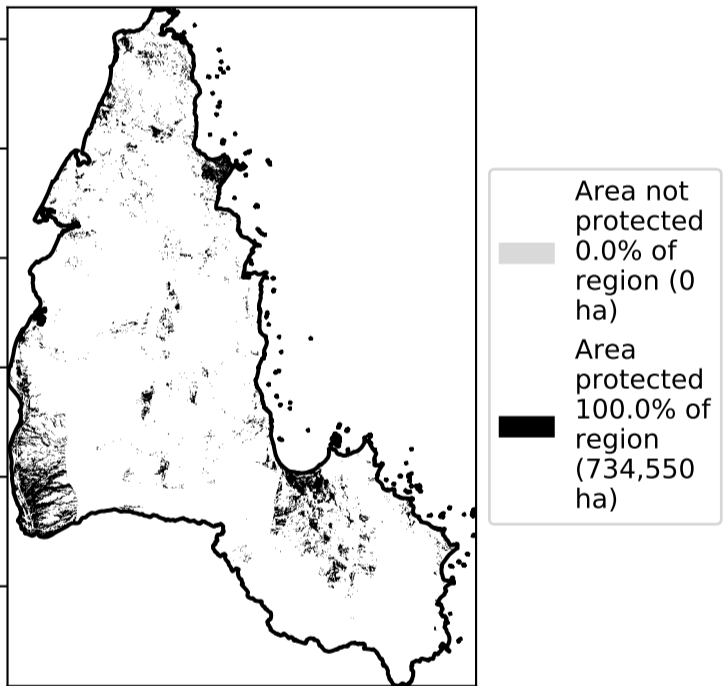 Area not
protected
0.0% of
region (0
ha)
Area
protected
100.0% of
region
(734,550
ha)